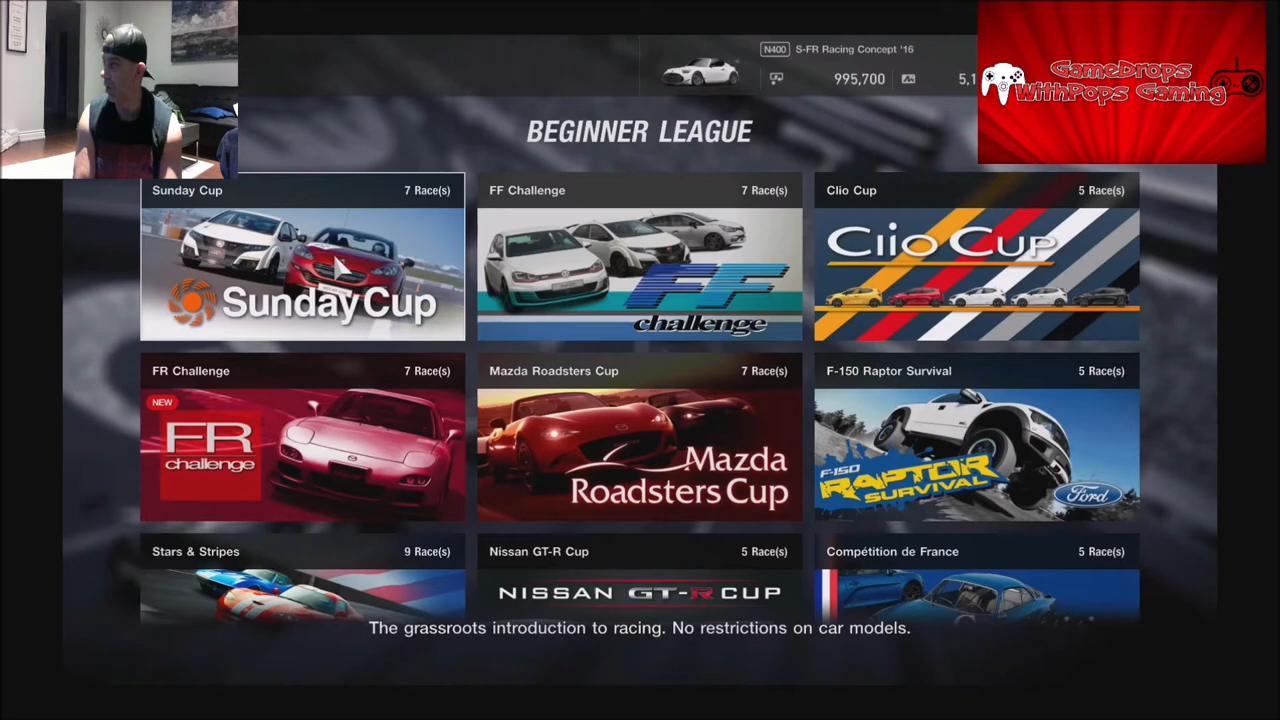 N400 S-FR Racing Concept '16
995,700 5,1
GameDrops
WithPops Gaming
BEGINNER LEAGUE
Sunday Cup 7 Race(s)
Sunday Cup
FF Challenge 7 Race(s)
FF
challenge
Clio Cup 5 Race(s)
Clio Cup
FR Challenge 7 Race(s)
NEW
FR
challenge
Mazda Roadsters Cup 7 Race(s)
Mazda
Roadsters Cup
F-150 Raptor Survival 5 Race(s)
F-150
RAPTOR
SURVIVAL
Ford
Stars & Stripes 9 Race(s)
Nissan GT-R Cup 5 Race(s)
NISSAN GT-R CUP
Compétition de France 5 Race(s)
The grassroots introduction to racing. No restrictions on car models.